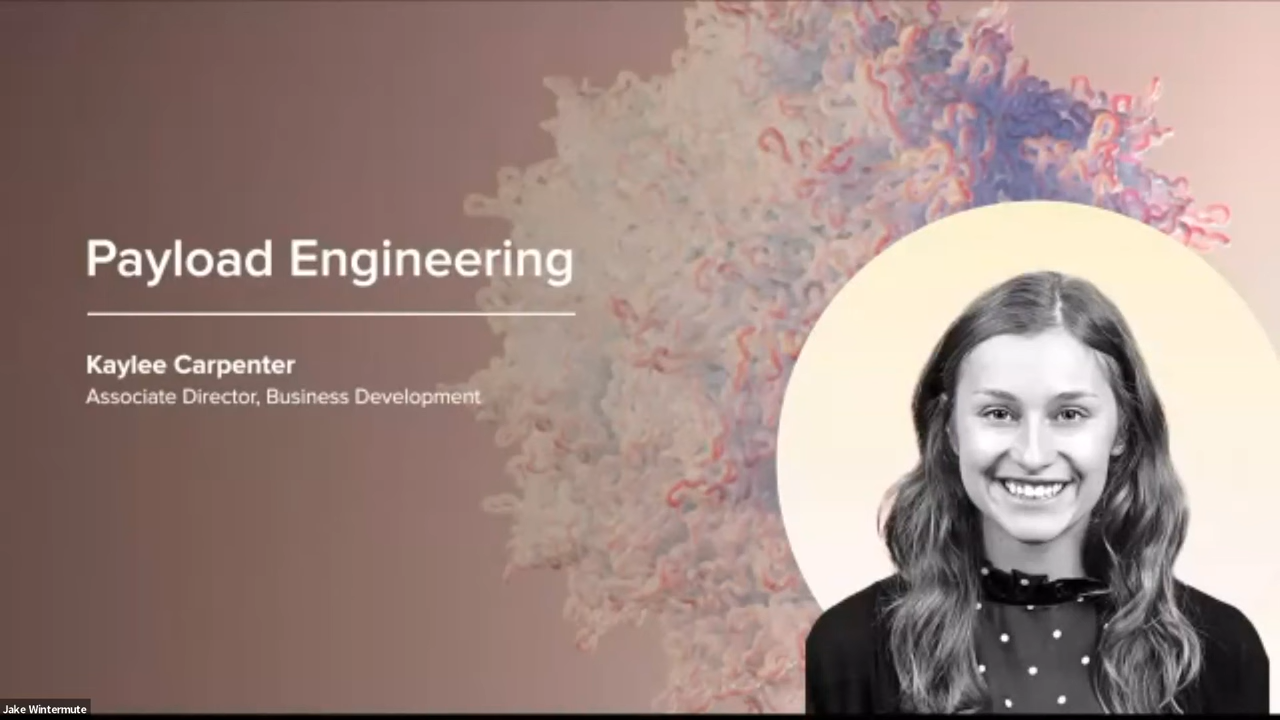 Payload Engineering
Kaylee Carpenter
Associate Director, Business Development
Jake Wintermute